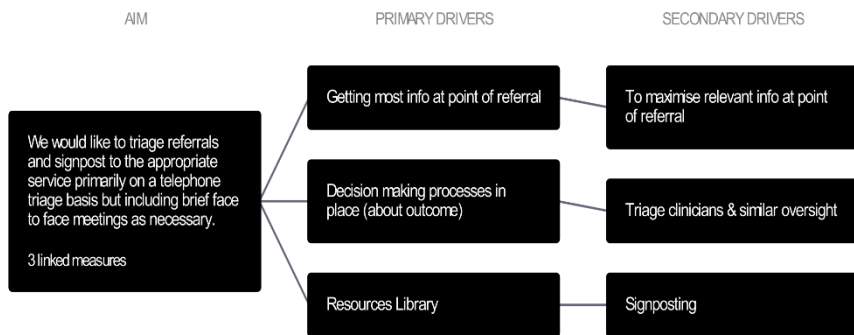 AIM
PRIMARY DRIVERS
SECONDARY DRIVERS
We would like to triage referrals
and signpost to the appropriate
service primarily on a telephone
triage basis but including brief face
to face meetings as necessary.
3 linked measures
Getting most info at point of referral
To maximise relevant info at point
of referral
Decision making processes in
place (about outcome)
Triage clinicians & similar oversight
Resources Library
Signposting